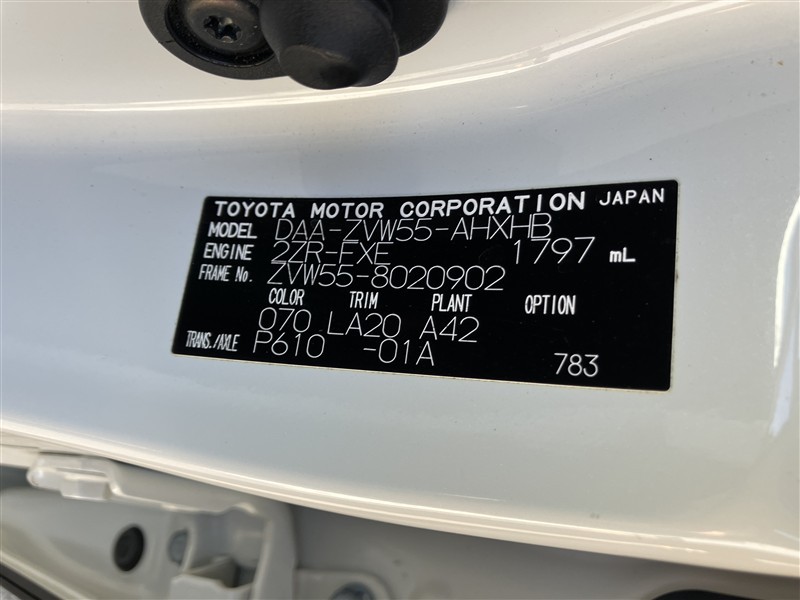 TOYOTA MOTOR CORPORATION JAPAN
MODEL DAA-ZVW55-AHXHB
ENGINE 2ZR-FXE 1797 mL
FRAME No. ZVW55-8020902
COLOR TRIM PLANT OPTION
070 LA20 A42
TRANS./AXLE P610 -01A 783